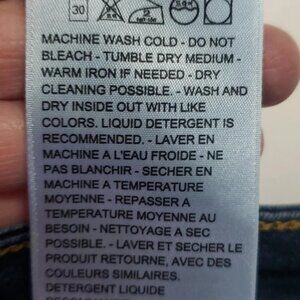 30
MACHINE WASH COLD - DO NOT
BLEACH - TUMBLE DRY MEDIUM -
WARM IRON IF NEEDED - DRY
CLEANING POSSIBLE. - WASH AND
DRY INSIDE OUT WITH LIKE
COLORS. LIQUID DETERGENT IS
RECOMMENDED. - LAVER EN
MACHINE A L'EAU FROIDE - NE
PAS BLANCHIR - SECHER EN
MACHINE A TEMPERATURE
MOYENNE - REPASSER A
TEMPERATURE MOYENNE AU
BESOIN - NETTOYAGE A SEC
POSSIBLE. - LAVER ET SECHER LE
PRODUIT RETOURNE, AVEC DES
COULEURS SIMILAIRES.
DETERGENT LIQUIDE